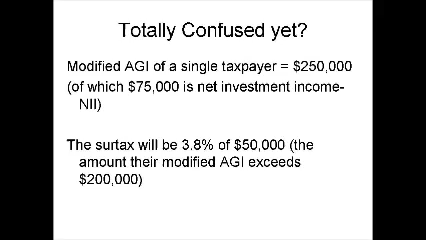 Totally Confused yet?
Modified AGI of a single taxpayer = $250,000
(of which $75,000 is net investment income-
NII)
The surtax will be 3.8% of $50,000 (the
amount their modified AGI exceeds
$200,000)